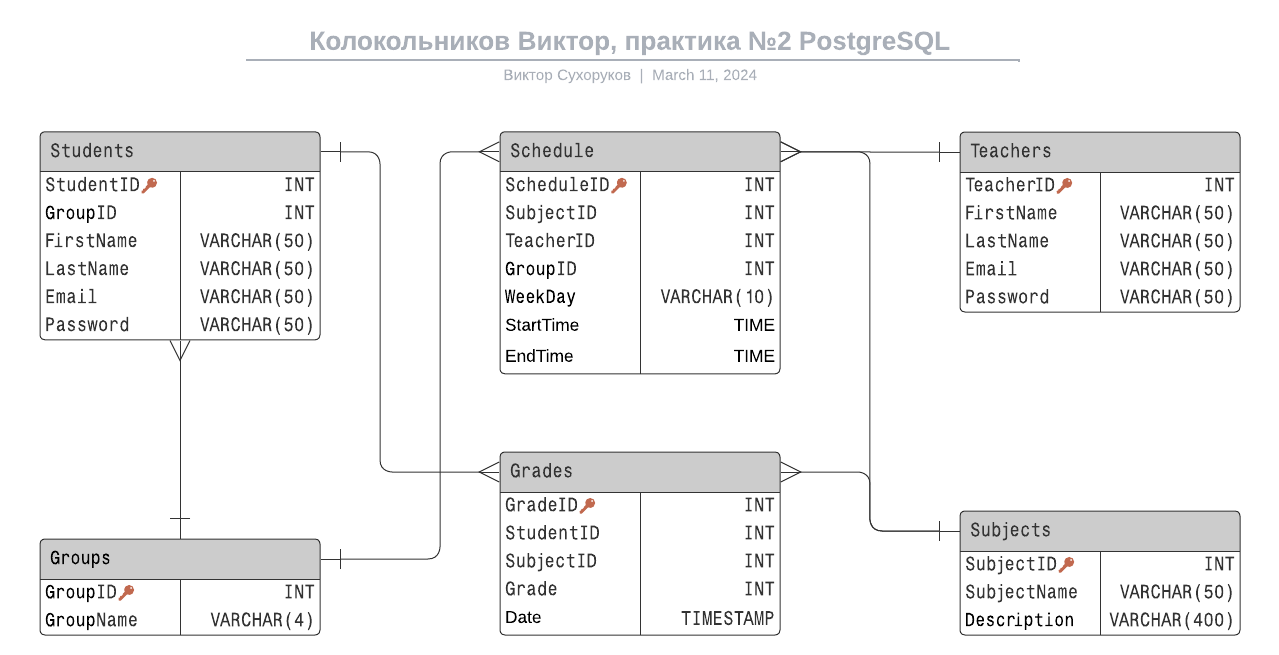 Колокольников Виктор, практика №2 PostgreSQL
Виктор Сухоруков | March 11, 2024
Students
StudentID INT
GroupID INT
FirstName VARCHAR(50)
LastName VARCHAR(50)
Email VARCHAR(50)
Password VARCHAR(50)
Schedule
ScheduleID INT
SubjectID INT
TeacherID INT
GroupID INT
WeekDay VARCHAR(10)
StartTime TIME
EndTime TIME
Teachers
TeacherID INT
FirstName VARCHAR(50)
LastName VARCHAR(50)
Email VARCHAR(50)
Password VARCHAR(50)
Groups
GroupID INT
GroupName VARCHAR(4)
Grades
GradeID INT
StudentID INT
SubjectID INT
Grade INT
Date TIMESTAMP
Subjects
SubjectID INT
SubjectName VARCHAR(50)
Description VARCHAR(400)